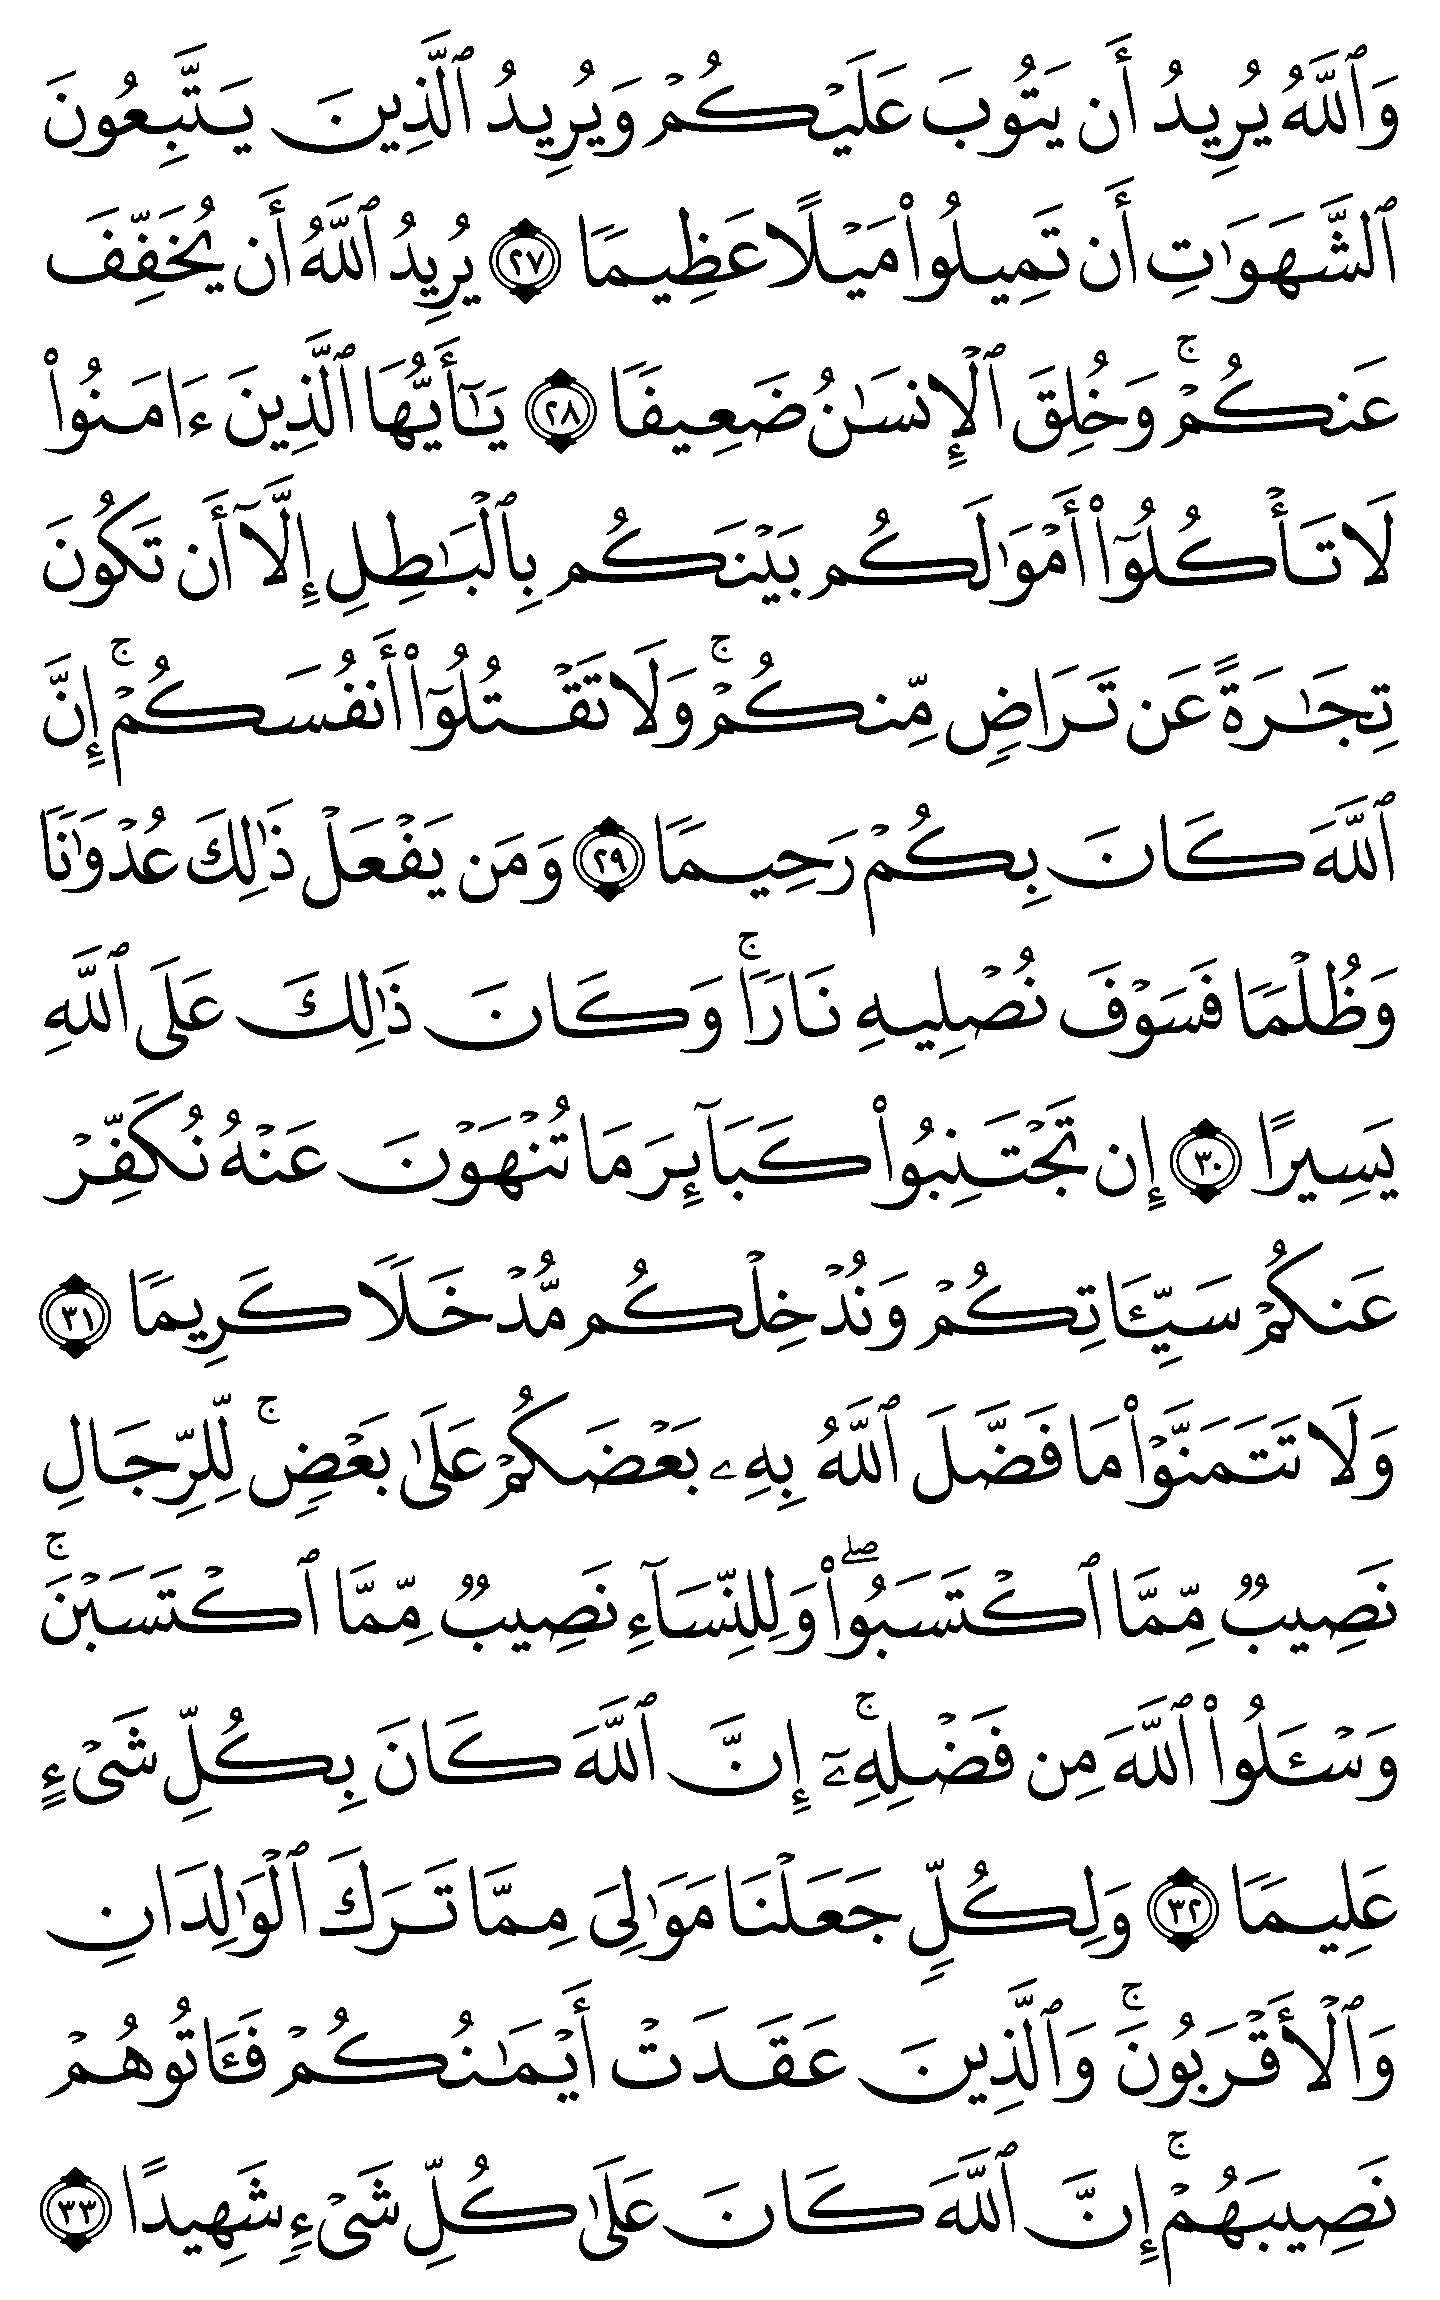 وَٱللَّهُ يُرِيدُ أَن يَتُوبَ عَلَيۡكُمۡ وَيُرِيدُ ٱلَّذِينَ يَتَّبِعُونَ
ٱلشَّهَوَٰتِ أَن تَمِيلُواْ مَيۡلًا عَظِيمٗا ٢٧ يُرِيدُ ٱللَّهُ أَن يُخَفِّفَ
عَنكُمۡۚ وَخُلِقَ ٱلۡإِنسَٰنُ ضَعِيفٗا ٢٨ يَٰٓأَيُّهَا ٱلَّذِينَ ءَامَنُواْ
لَا تَأۡكُلُوٓاْ أَمۡوَٰلَكُم بَيۡنَكُم بِٱلۡبَٰطِلِ إِلَّآ أَن تَكُونَ
تِجَٰرَةً عَن تَرَاضٖ مِّنكُمۡۚ وَلَا تَقۡتُلُوٓاْ أَنفُسَكُمۡۚ إِنَّ
ٱللَّهَ كَانَ بِكُمۡ رَحِيمٗا ٢٩ وَمَن يَفۡعَلۡ ذَٰلِكَ عُدۡوَٰنٗا
وَظُلۡمٗا فَسَوۡفَ نُصۡلِيهِ نَارٗاۚ وَكَانَ ذَٰلِكَ عَلَى ٱللَّهِ
يَسِيرًا ٣٠ إِن تَجۡتَنِبُواْ كَبَآئِرَ مَا تُنۡهَوۡنَ عَنۡهُ نُكَفِّرۡ
عَنكُمۡ سَيِّـَٔاتِكُمۡ وَنُدۡخِلۡكُم مُّدۡخَلٗا كَرِيمٗا ٣١
وَلَا تَتَمَنَّوۡاْ مَا فَضَّلَ ٱللَّهُ بِهِۦ بَعۡضَكُمۡ عَلَىٰ بَعۡضٖۚ لِّلرِّجَالِ
نَصِيبٞ مِّمَّا ٱكۡتَسَبُواْۖ وَلِلنِّسَآءِ نَصِيبٞ مِّمَّا ٱكۡتَسَبۡنَۚ
وَسۡـَٔلُواْ ٱللَّهَ مِن فَضۡلِهِۦٓۚ إِنَّ ٱللَّهَ كَانَ بِكُلِّ شَيۡءٍ
عَلِيمٗا ٣٢ وَلِكُلّٖ جَعَلۡنَا مَوَٰلِيَ مِمَّا تَرَكَ ٱلۡوَٰلِدَانِ
وَٱلۡأَقۡرَبُونَۚ وَٱلَّذِينَ عَقَدَتۡ أَيۡمَٰنُكُمۡ فَـَٔاتُوهُمۡ
نَصِيبَهُمۡۚ إِنَّ ٱللَّهَ كَانَ عَلَىٰ كُلِّ شَيۡءٖ شَهِيدًا ٣٣